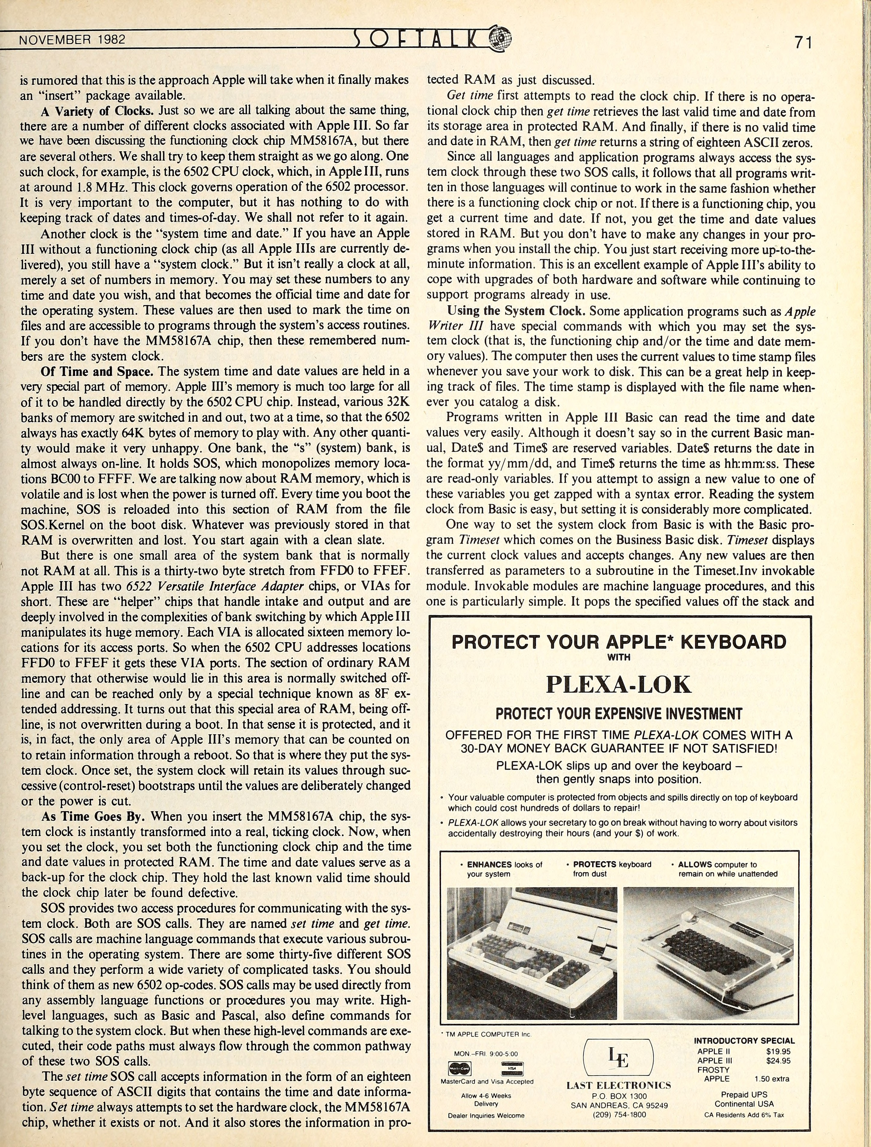 NOVEMBER 1982
SOFTALK
71
is rumored that this is the approach Apple will take when it finally makes
an "insert" package available.
A Variety of Clocks. Just so we are all talking about the same thing,
there are a number of different clocks associated with Apple III. So far
we have been discussing the functioning clock chip MM58167A, but there
are several others. We shall try to keep them straight as we go along. One
such clock, for example, is the 6502 CPU clock, which, in Apple III, runs
at around 1.8 MHz. This clock governs operation of the 6502 processor.
It is very important to the computer, but it has nothing to do with
keeping track of dates and times-of-day. We shall not refer to it again.
Another clock is the "system time and date." If you have an Apple
III without a functioning clock chip (as all Apple IIIs are currently de-
livered), you still have a "system clock." But it isn't really a clock at all,
merely a set of numbers in memory. You may set these numbers to any
time and date you wish, and that becomes the official time and date for
the operating system. These values are then used to mark the time on
files and are accessible to programs through the system's access routines.
If you don't have the MM58167A chip, then these remembered num-
bers are the system clock.
Of Time and Space. The system time and date values are held in a
very special part of memory. Apple III's memory is much too large for all
of it to be handled directly by the 6502 CPU chip. Instead, various 32K
banks of memory are switched in and out, two at a time, so that the 6502
always has exactly 64K bytes of memory to play with. Any other quanti-
ty would make it very unhappy. One bank, the "s" (system) bank, is
almost always on-line. It holds SOS, which monopolizes memory loca-
tions BC00 to FFFF. We are talking now about RAM memory, which is
volatile and is lost when the power is turned off. Every time you boot the
machine, SOS is reloaded into this section of RAM from the file
SOS.Kernel on the boot disk. Whatever was previously stored in that
RAM is overwritten and lost. You start again with a clean slate.
But there is one small area of the system bank that is normally
not RAM at all. This is a thirty-two byte stretch from FFD0 to FFEF.
Apple III has two 6522 Versatile Interface Adapter chips, or VIAs for
short. These are "helper" chips that handle intake and output and are
deeply involved in the complexities of bank switching by which Apple III
manipulates its huge memory. Each VIA is allocated sixteen memory lo-
cations for its access ports. So when the 6502 CPU addresses locations
FFD0 to FFEF it gets these VIA ports. The section of ordinary RAM
memory that otherwise would lie in this area is normally switched off-
line and can be reached only by a special technique known as 8F ex-
tended addressing. It turns out that this special area of RAM, being off-
line, is not overwritten during a boot. In that sense it is protected, and it
is, in fact, the only area of Apple III's memory that can be counted on
to retain information through a reboot. So that is where they put the sys-
tem clock. Once set, the system clock will retain its values through suc-
cessive (control-reset) bootstraps until the values are deliberately changed
or the power is cut.
As Time Goes By. When you insert the MM58167A chip, the sys-
tem clock is instantly transformed into a real, ticking clock. Now, when
you set the clock, you set both the functioning clock chip and the time
and date values in protected RAM. The time and date values serve as a
back-up for the clock chip. They hold the last known valid time should
the clock chip later be found defective.
SOS provides two access procedures for communicating with the sys-
tem clock. Both are SOS calls. They are named set time and get time.
SOS calls are machine language commands that execute various subrou-
tines in the operating system. There are some thirty-five different SOS
calls and they perform a wide variety of complicated tasks. You should
think of them as new 6502 op-codes. SOS calls may be used directly from
any assembly language functions or procedures you may write. High-
level languages, such as Basic and Pascal, also define commands for
talking to the system clock. But when these high-level commands are exe-
cuted, their code paths must always flow through the common pathway
of these two SOS calls.
The set time SOS call accepts information in the form of an eighteen
byte sequence of ASCII digits that contains the time and date informa-
tion. Set time always attempts to set the hardware clock, the MM58167A
chip, whether it exists or not. And it also stores the information in pro-
tected RAM as just discussed.
Get time first attempts to read the clock chip. If there is no opera-
tional clock chip then get time retrieves the last valid time and date from
its storage area in protected RAM. And finally, if there is no valid time
and date in RAM, then get time returns a string of eighteen ASCII zeros.
Since all languages and application programs always access the sys-
tem clock through these two SOS calls, it follows that all programs writ-
ten in those languages will continue to work in the same fashion whether
there is a functioning clock chip or not. If there is a functioning chip, you
get a current time and date. If not, you get the time and date values
stored in RAM. But you don't have to make any changes in your pro-
grams when you install the chip. You just start receiving more up-to-the-
minute information. This is an excellent example of Apple III's ability to
cope with upgrades of both hardware and software while continuing to
support programs already in use.
Using the System Clock. Some application programs such as Apple
Writer III have special commands with which you may set the sys-
tem clock (that is, the functioning chip and/or the time and date mem-
ory values). The computer then uses the current values to time stamp files
whenever you save your work to disk. This can be a great help in keep-
ing track of files. The time stamp is displayed with the file name when-
ever you catalog a disk.
Programs written in Apple III Basic can read the time and date
values very easily. Although it doesn't say so in the current Basic man-
ual, Date$ and Time$ are reserved variables. Date$ returns the date in
the format yy/mm/dd, and Time$ returns the time as hh:mm:ss. These
are read-only variables. If you attempt to assign a new value to one of
these variables you get zapped with a syntax error. Reading the system
clock from Basic is easy, but setting it is considerably more complicated.
One way to set the system clock from Basic is with the Basic pro-
gram Timeset which comes on the Business Basic disk. Timeset displays
the current clock values and accepts changes. Any new values are then
transferred as parameters to a subroutine in the Timeset.Inv invokable
module. Invokable modules are machine language procedures, and this
one is particularly simple. It pops the specified values off the stack and
PROTECT YOUR APPLE* KEYBOARD
WITH
PLEXA-LOK
PROTECT YOUR EXPENSIVE INVESTMENT
OFFERED FOR THE FIRST TIME PLEXA-LOK COMES WITH A
30-DAY MONEY BACK GUARANTEE IF NOT SATISFIED!
PLEXA-LOK slips up and over the keyboard –
then gently snaps into position.
• Your valuable computer is protected from objects and spills directly on top of keyboard
which could cost hundreds of dollars to repair!
• PLEXA-LOK allows your secretary to go on break without having to worry about visitors
accidentally destroying their hours (and your $) of work.
• ENHANCES looks of
your system
• PROTECTS keyboard
from dust
• ALLOWS computer to
remain on while unattended
* TM APPLE COMPUTER Inc.
MON.-FRI. 9:00-5:00
VISA
MasterCard and Visa Accepted
Allow 4-6 Weeks
Delivery
Dealer Inquiries Welcome
LE
LAST ELECTRONICS
P.O. BOX 1300
SAN ANDREAS, CA 95249
(209) 754-1800
INTRODUCTORY SPECIAL
APPLE II $19.95
APPLE III $24.95
FROSTY
APPLE 1.50 extra
Prepaid UPS
Continental USA
CA Residents Add 6% Tax